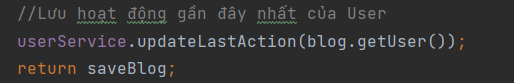 //Lưu hoạt động gần đây nhất của User
userService.updateLastAction(blog.getUser());
return saveBlog;